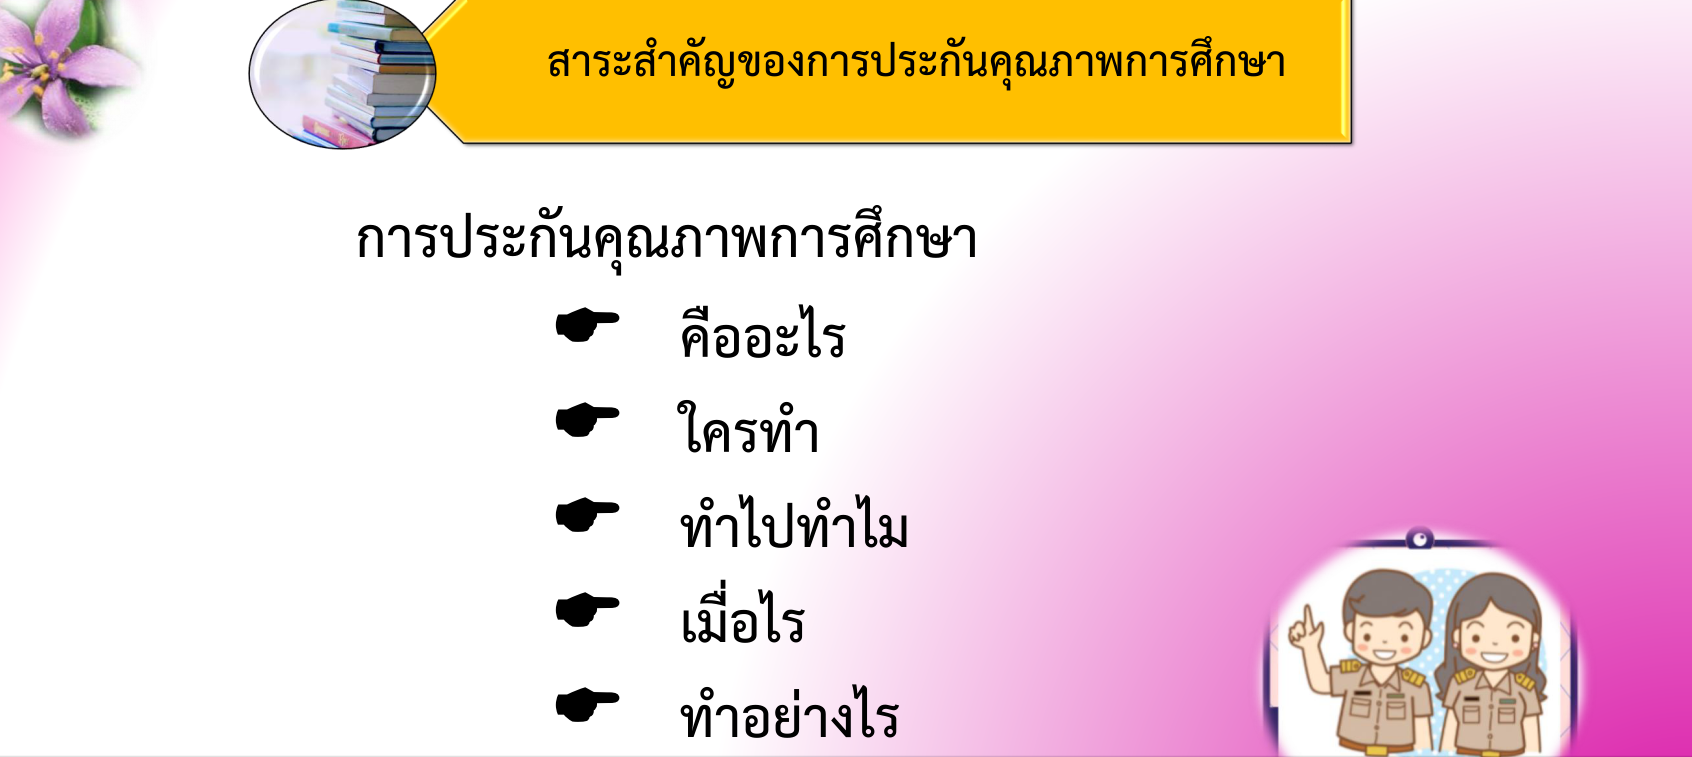 สาระสำคัญของการประกันคุณภาพการศึกษา
การประกันคุณภาพการศึกษา
คืออะไร
ใครทำ
ทำไปทำไม
เมื่อไร
ทำอย่างไร